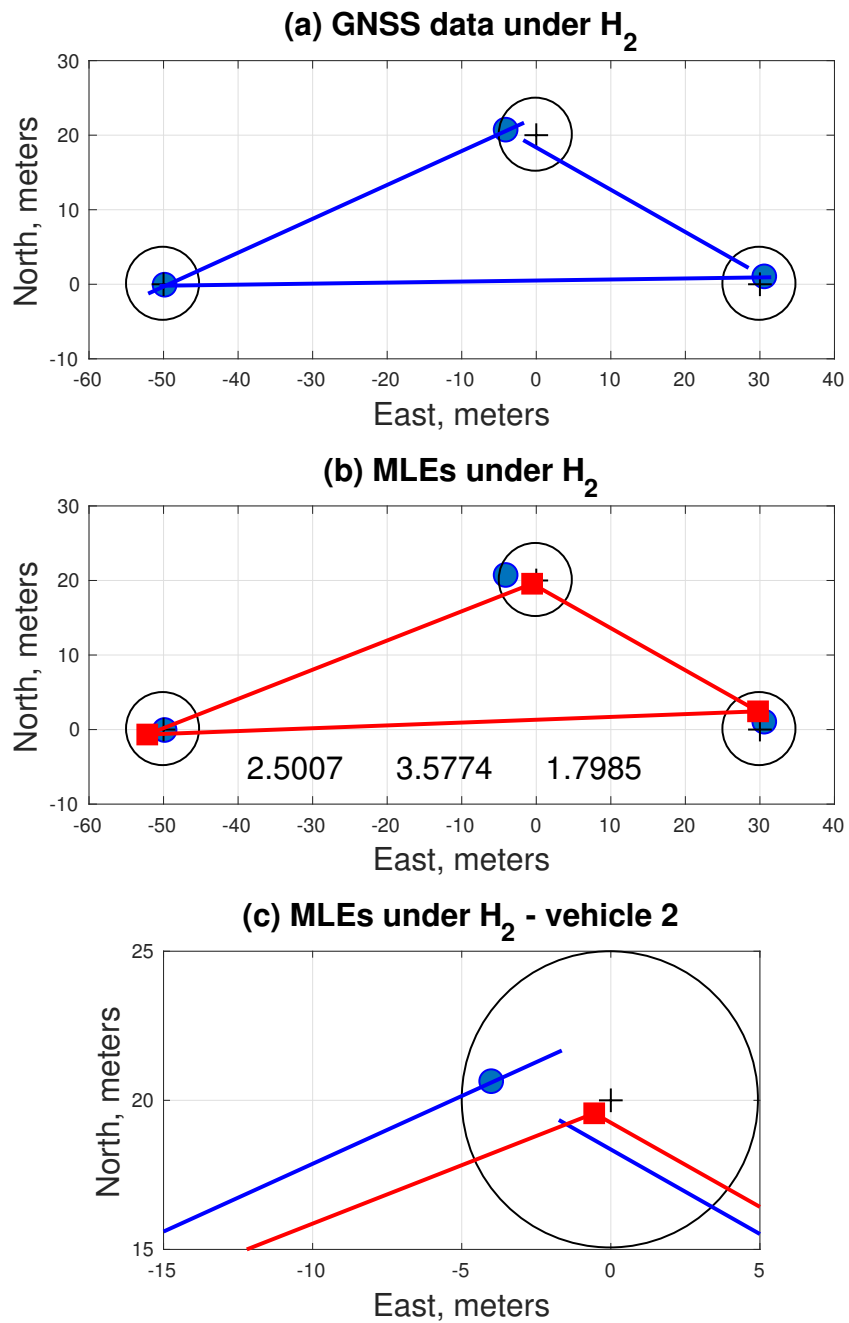 (a) GNSS data under H2
30
20
10
0
-10
-60 -50 -40 -30 -20 -10 0 10 20 30 40
North, meters
East, meters
(b) MLEs under H2
30
20
10
0
-10
2.5007 3.5774 1.7985
-60 -50 -40 -30 -20 -10 0 10 20 30 40
North, meters
East, meters
(c) MLEs under H2 - vehicle 2
25
20
15
-15 -10 -5 0 5
North, meters
East, meters